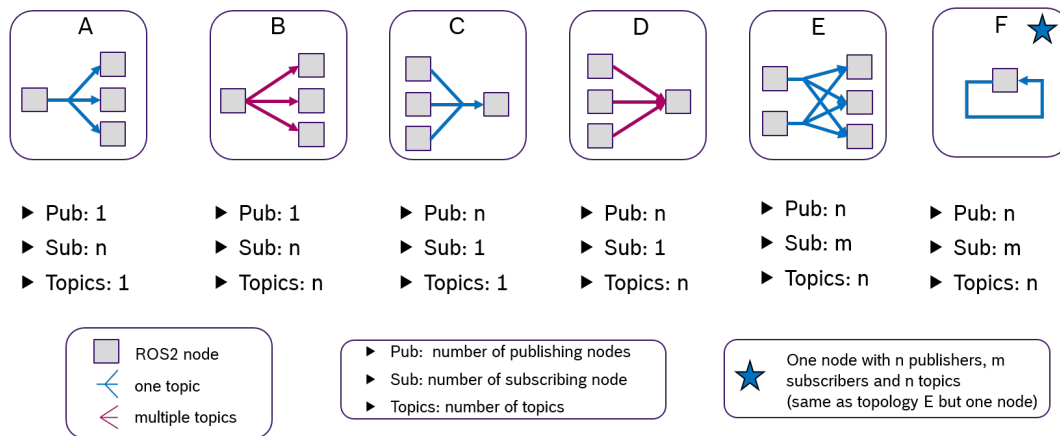 A
B
C
D
E
F
► Pub: 1
► Sub: n
► Topics: 1
► Pub: 1
► Sub: n
► Topics: n
► Pub: n
► Sub: 1
► Topics: 1
► Pub: n
► Sub: 1
► Topics: n
► Pub: n
► Sub: m
► Topics: n
► Pub: n
► Sub: m
► Topics: n
ROS2 node
one topic
multiple topics
► Pub: number of publishing nodes
► Sub: number of subscribing node
► Topics: number of topics
One node with n publishers, m
subscribers and n topics
(same as topology E but one node)